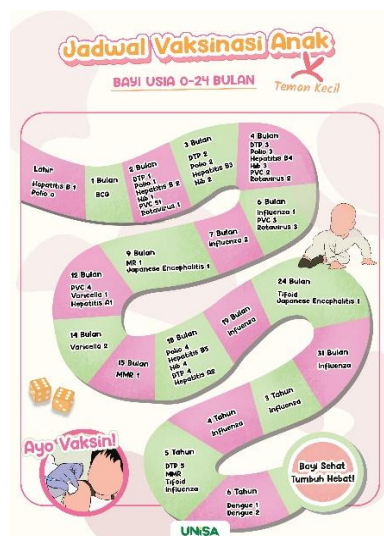 Jadwal Vaksinasi Anak
BAYI USIA 0-24 BULAN
Teman Kecil
Lahir
Hepatitis B 1
Polio 0
1 Bulan
BCG
2 Bulan
DTP 1
Polio 1
Hepatitis B 2
Hib 1
PVC S1
Rotavirus 1
3 Bulan
DTP 2
Polio 2
Hepatitis B3
Hib 2
4 Bulan
DTP 3
Polio 3
Hepatitis B4
Hib 3
PVC 2
Rotavirus 2
6 Bulan
Influenza 1
PVC 3
Rotavirus 3
7 Bulan
Influenza 2
9 Bulan
MR 1
Japanese Encephalitis 1
12 Bulan
PVC 4
Varicella 1
Hepatitis A1
14 Bulan
Varicella 2
15 Bulan
MMR 1
18 Bulan
Polio 4
Hepatitis B5
Hib 4
DTP 4
Hepatitis A2
19 Bulan
Influenza
24 Bulan
Tifoid
Japanese Encephalitis 1
31 Bulan
Influenza
3 Tahun
Influenza
4 Tahun
Influenza
5 Tahun
DTP 5
MMR
Tifoid
Influenza
6 Tahun
Dengue 1
Dengue 2
Bayi Sehat
Tumbuh Hebat!
Ayo Vaksin!
UNiSA